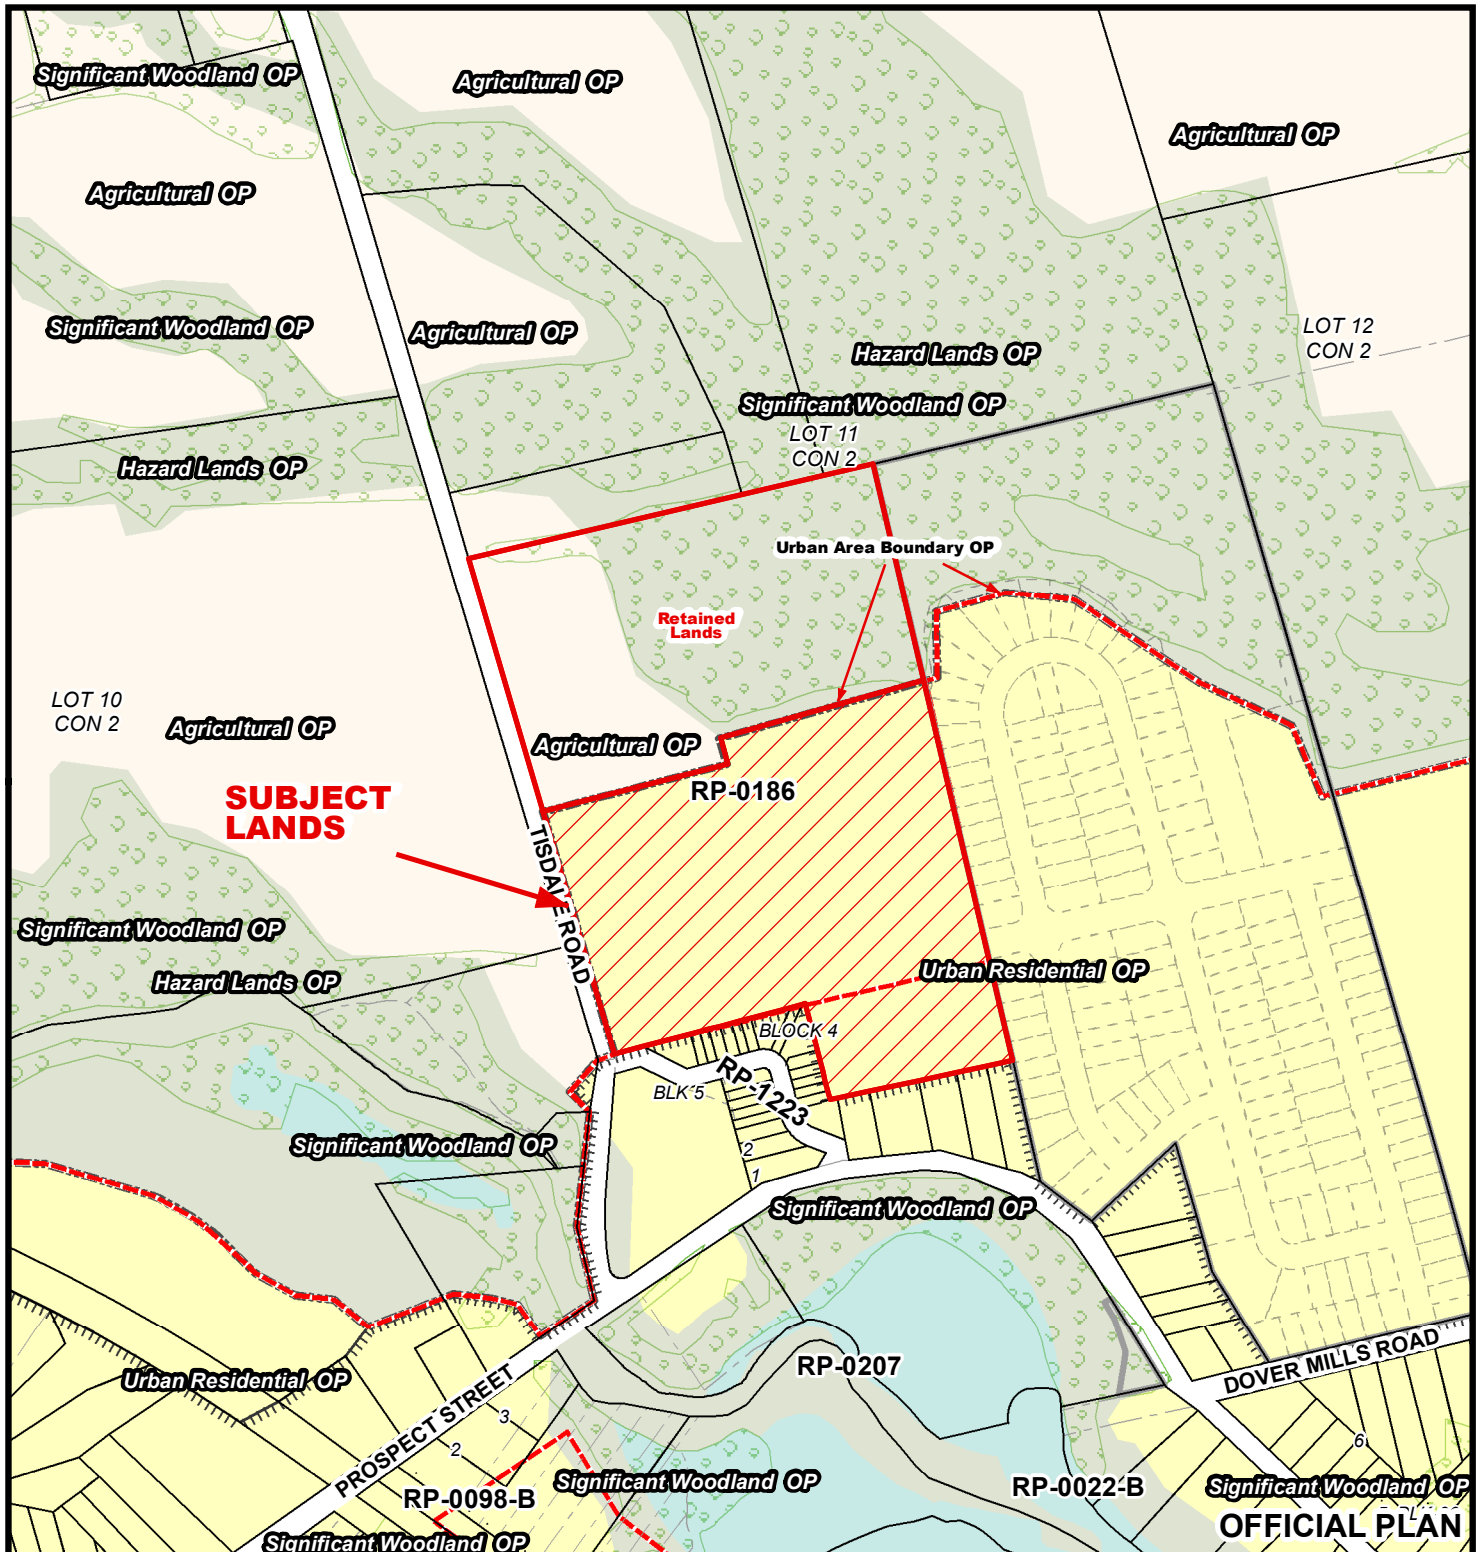 Significant Woodland OP
Agricultural OP
Agricultural OP
Agricultural OP
Significant Woodland OP
Agricultural OP
LOT 12
CON 2
Hazard Lands OP
Significant Woodland OP
LOT 11
CON 2
Hazard Lands OP
Urban Area Boundary OP
Retained
Lands
LOT 10
CON 2
Agricultural OP
Agricultural OP
RP-0186
SUBJECT
LANDS
TISDALE ROAD
Significant Woodland OP
Hazard Lands OP
Urban Residential OP
BLOCK 4
BLK 5
RP-1223
Significant Woodland OP
2
1
Significant Woodland OP
RP-0207
DOVER MILLS ROAD
Urban Residential OP
PROSPECT STREET
3
2
6
RP-0098-B
Significant Woodland OP
RP-0022-B
Significant Woodland OP
OFFICIAL PLAN
Significant Woodland OP